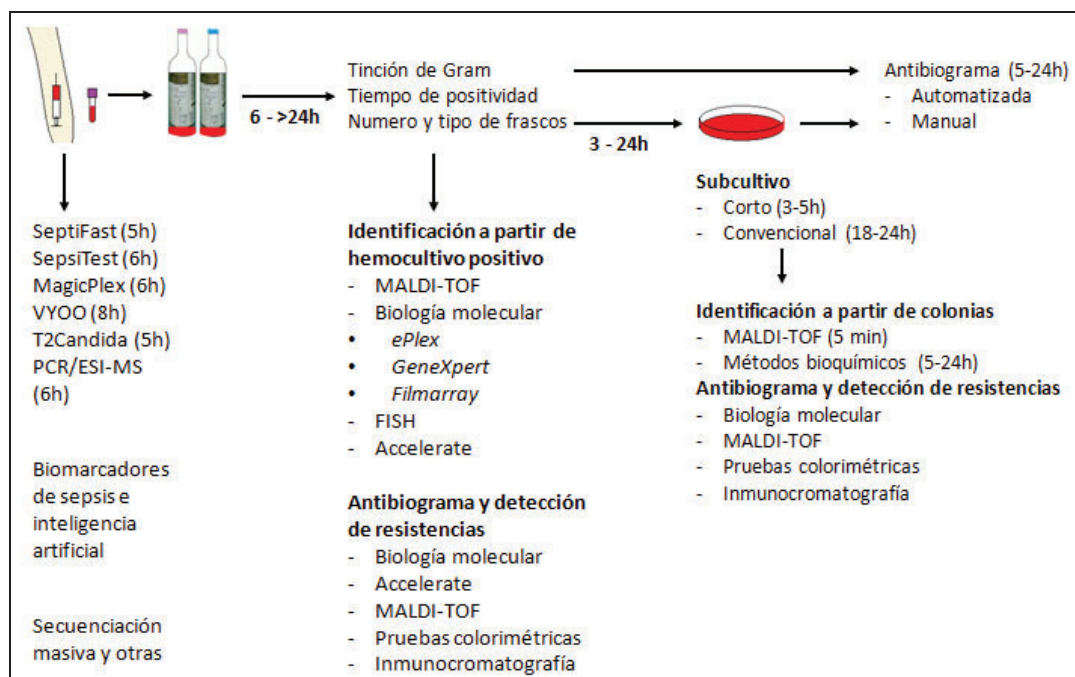 6 - >24h
Tinción de Gram
Tiempo de positividad
Numero y tipo de frascos
3 - 24h
Antibiograma (5-24h)
- Automatizada
- Manual
SeptiFast (5h)
SepsiTest (6h)
MagicPlex (6h)
VYOO (8h)
T2Candida (5h)
PCR/ESI-MS
(6h)
Biomarcadores
de sepsis e
inteligencia
artificial
Secuenciación
masiva y otras
Identificación a partir de
hemocultivo positivo
- MALDI-TOF
- Biología molecular
• ePlex
• GeneXpert
• Filmarray
- FISH
- Accelerate
Antibiograma y detección
de resistencias
- Biología molecular
- Accelerate
- MALDI-TOF
- Pruebas colorimétricas
- Inmunocromatografía
Subcultivo
- Corto (3-5h)
- Convencional (18-24h)
Identificación a partir de colonias
- MALDI-TOF (5 min)
- Métodos bioquímicos (5-24h)
Antibiograma y detección de resistencias
- Biología molecular
- MALDI-TOF
- Pruebas colorimétricas
- Inmunocromatografía